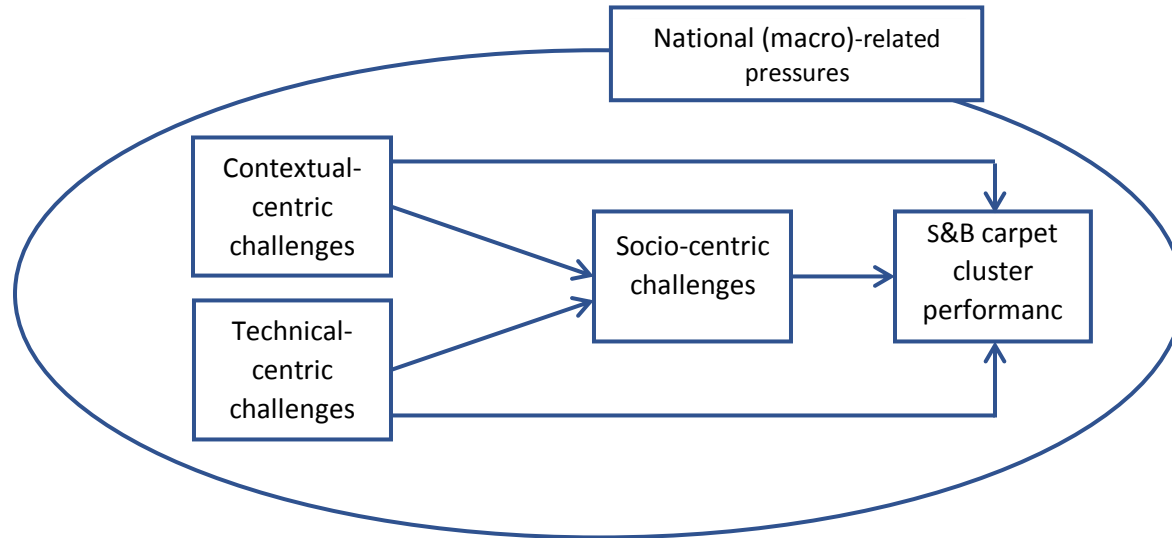 National (macro)-related
pressures
Contextual-
centric
challenges
Socio-centric
challenges
S&B carpet
cluster
performanc
Technical-
centric
challenges